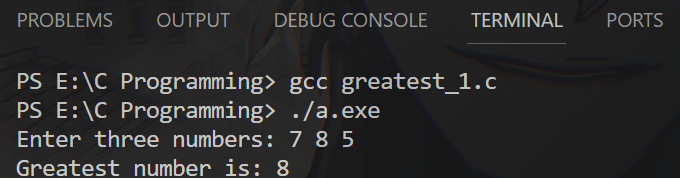 PROBLEMS OUTPUT DEBUG CONSOLE TERMINAL PORTS
PS E:\C Programming> gcc greatest_1.c
PS E:\C Programming> ./a.exe
Enter three numbers: 7 8 5
Greatest number is: 8